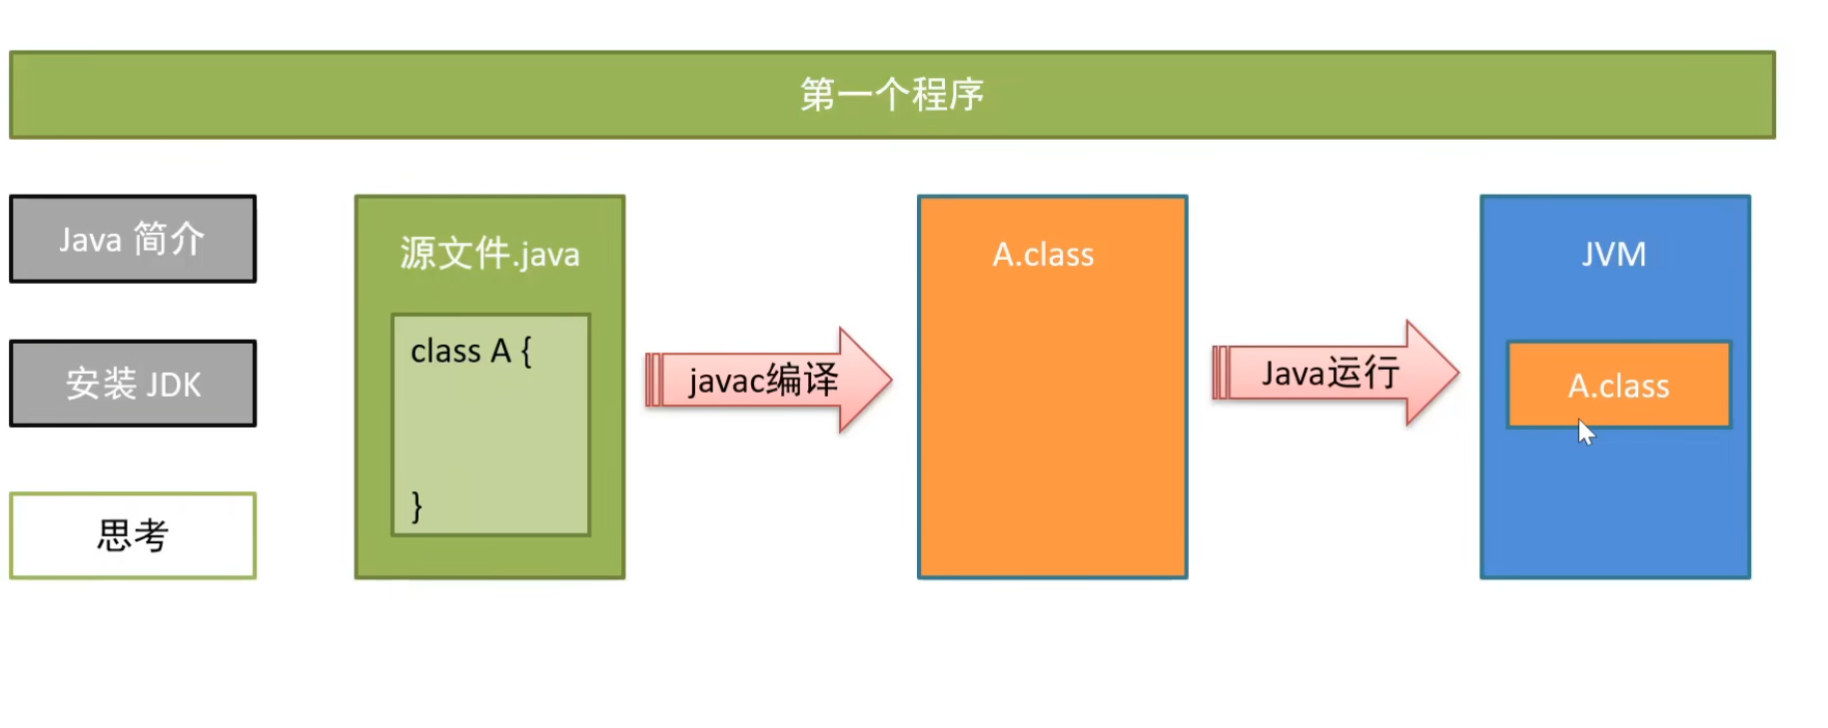 第一个程序
Java 简介
安装 JDK
思考
源文件.java
class A {
}
javac编译
A.class
Java运行
JVM
A.class